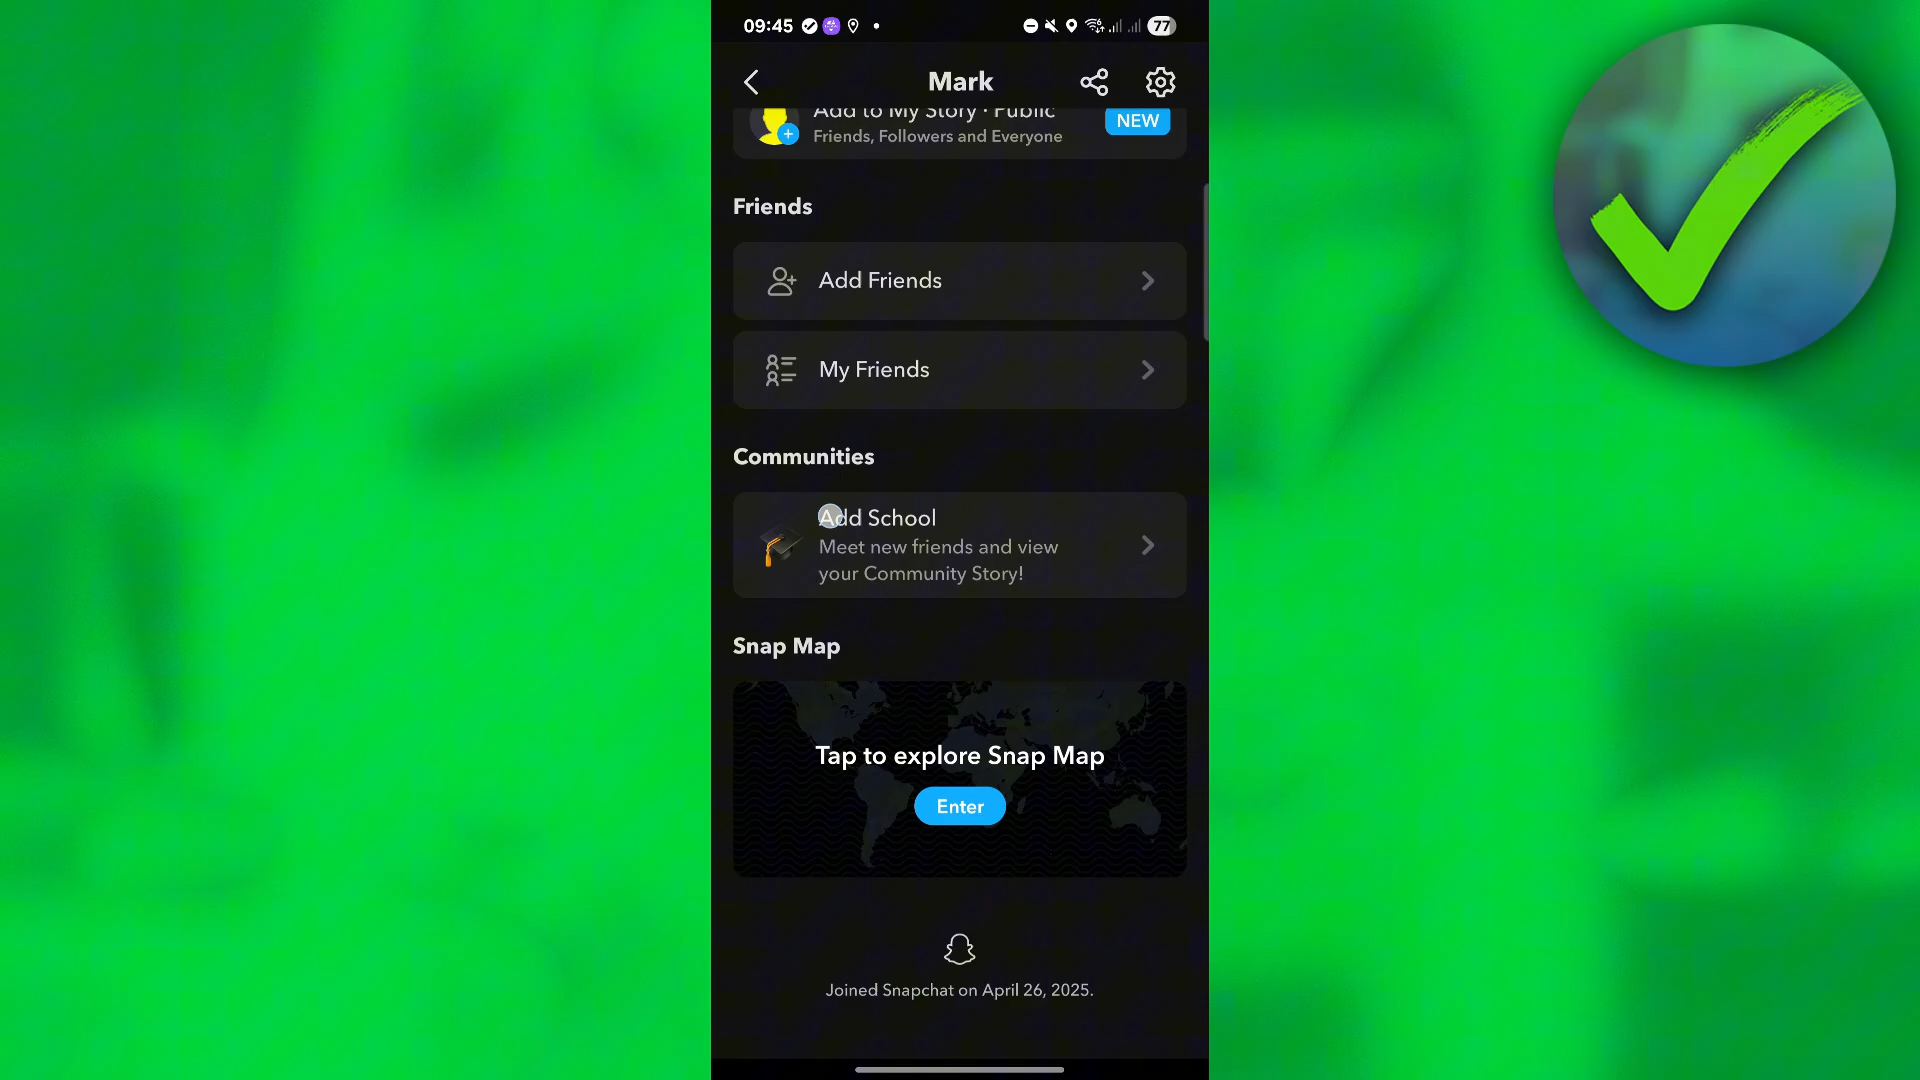 09:45
77
Mark
Add to My Story · Public
Friends, Followers and Everyone
NEW
Friends
Add Friends
My Friends
Communities
Add School
Meet new friends and view
your Community Story!
Snap Map
Tap to explore Snap Map
Enter
Joined Snapchat on April 26, 2025.